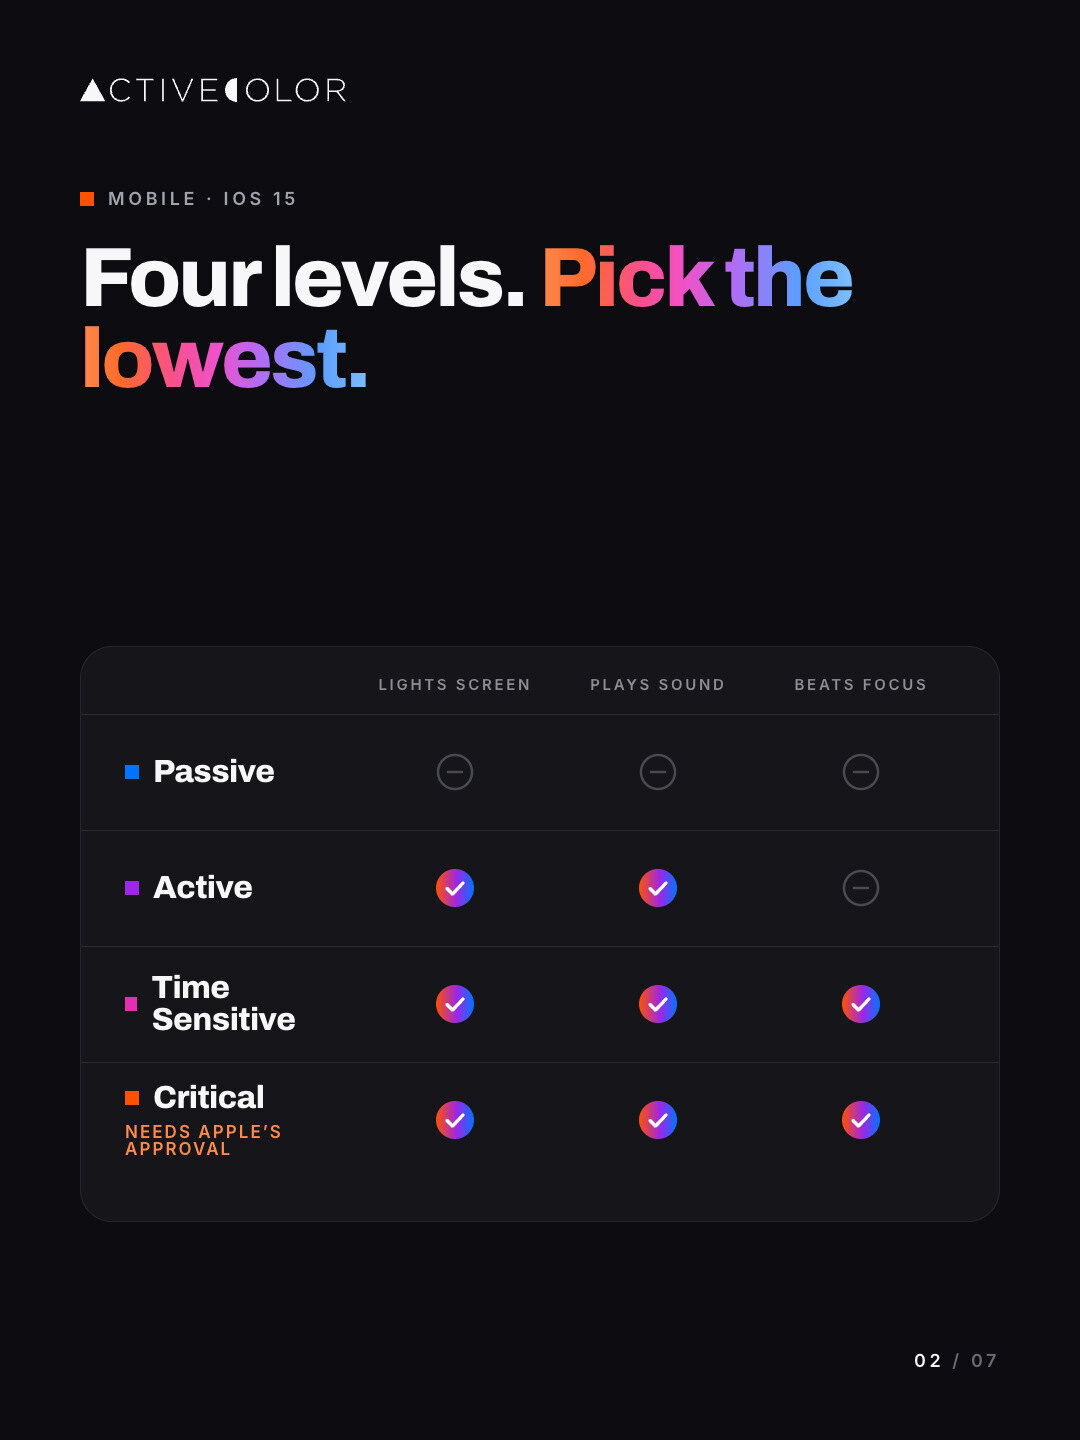 ACTIVECOLOR
MOBILE · IOS 15
Four levels. Pick the
lowest.
LIGHTS SCREEN PLAYS SOUND BEATS FOCUS
Passive
Active
Time
Sensitive
Critical
NEEDS APPLE’S
APPROVAL
02 / 07